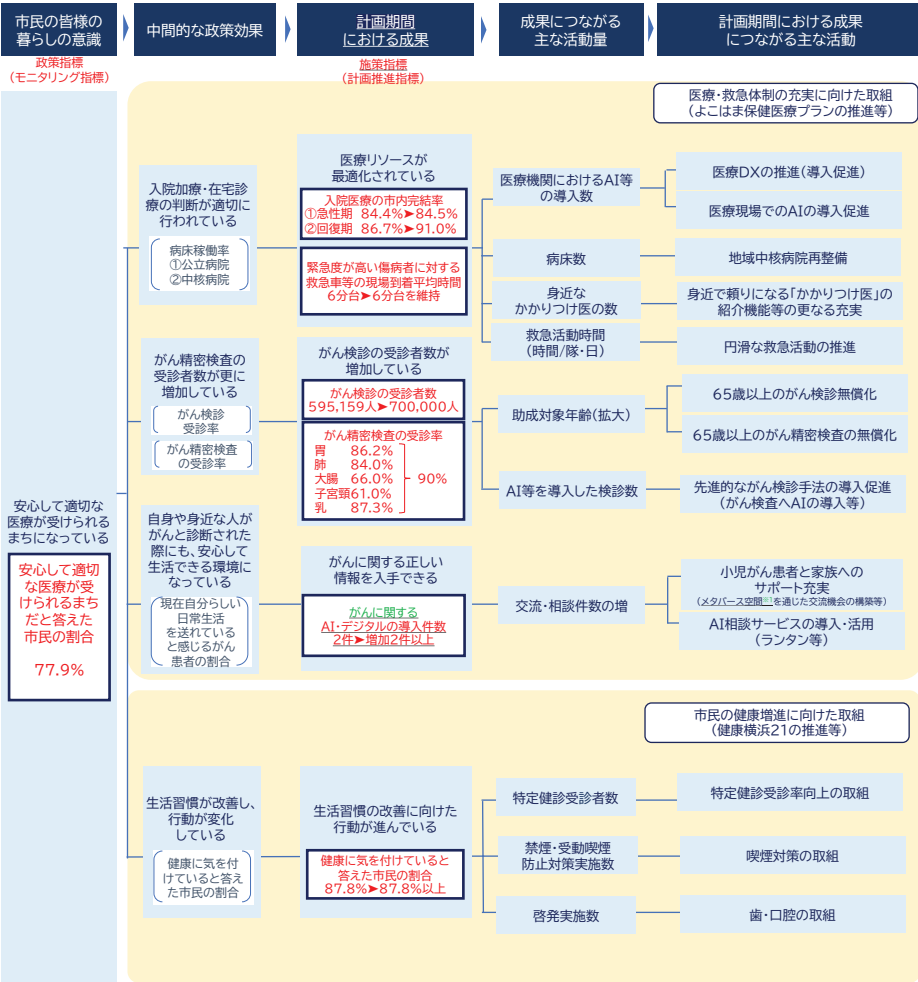 市民の皆様の
暮らしの意識
中間的な政策効果
計画期間
における成果
成果につながる
主な活動量
計画期間における成果
につながる主な活動
政策指標
(モニタリング指標)
施策指標
(計画推進指標)
安心して適切な
医療が受けられる
まちになっている
安心して適切
な医療が受
けられるまち
だと答えた
市民の割合
77.9%
医療・救急体制の充実に向けた取組
(よこはま保健医療プランの推進等)
入院加療・在宅診
療の判断が適切に
行われている
病床稼働率
①公立病院
②中核病院
医療リソースが
最適化されている
入院医療の市内完結率
①急性期 84.4%➤84.5%
②回復期 86.7%➤91.0%
緊急度が高い傷病者に対する
救急車等の現場到着平均時間
6分台➤6分台を維持
医療機関におけるAI等
の導入数
医療DXの推進(導入促進)
医療現場でのAIの導入促進
病床数
地域中核病院再整備
身近な
かかりつけ医の数
身近で頼りになる「かかりつけ医」の
紹介機能等の更なる充実
救急活動時間
(時間/隊・日)
円滑な救急活動の推進
がん精密検査の
受診者数が更に
増加している
がん検診
受診率
がん精密検査
の受診率
がん検診の受診者数が
増加している
がん検診の受診者数
595,159人➤700,000人
がん精密検査の受診率
胃 86.2%
肺 84.0%
大腸 66.0%
子宮頸61.0%
乳 87.3%
90%
助成対象年齢(拡大)
65歳以上のがん検診無償化
65歳以上のがん精密検査の無償化
AI等を導入した検診数
先進的ながん検診手法の導入促進
(がん検査へAIの導入等)
自身や身近な人が
がんと診断された
際にも、安心して
生活できる環境に
なっている
現在自分らしい
日常生活
を送れている
と感じるがん
患者の割合
がんに関する正しい
情報を入手できる
がんに関する
AI・デジタルの導入件数
2件➤増加2件以上
交流・相談件数の増
小児がん患者と家族への
サポート充実
(メタバース空間※1を通じた交流機会の構築等)
AI相談サービスの導入・活用
(ランタン等)
市民の健康増進に向けた取組
(健康横浜21の推進等)
生活習慣が改善し、
行動が変化
している
健康に気を付
けていると答え
た市民の割合
生活習慣の改善に向けた
行動が進んでいる
健康に気を付けていると
答えた市民の割合
87.8%➤87.8%以上
特定健診受診者数
特定健診受診率向上の取組
禁煙・受動喫煙
防止対策実施数
喫煙対策の取組
啓発実施数
歯・口腔の取組